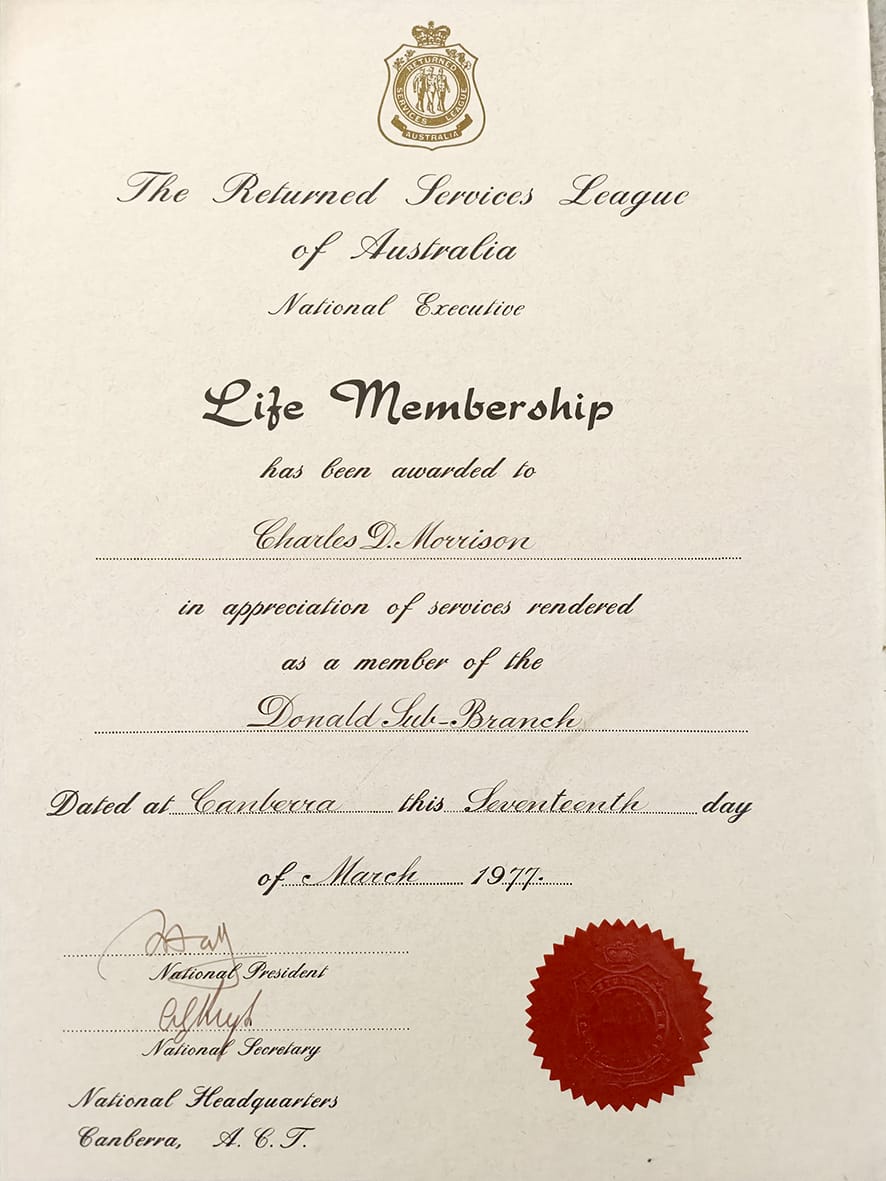 RETURNED
SERVICES LEAGUE
AUSTRALIA
The Returned Services League
of Australia
National Executive
Life Membership
has been awarded to
Charles D. Morrison
in appreciation of services rendered
as a member of the
Donald Sub-Branch
Dated at Canberra this Seventeenth day
of March 1977.
National President
National Secretary
National Headquarters
Canberra, A. C. T.